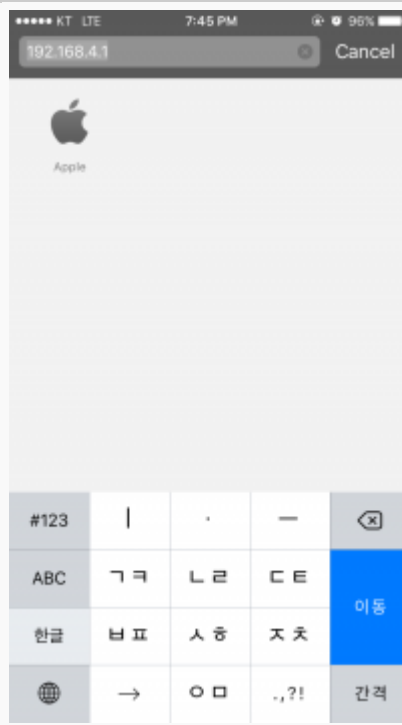 KT LTE 7:45 PM 96%
192.168.4.1 Cancel
Apple
#123 ㅣ · ㅡ
ABC ㄱㅋ ㄴㄹ ㄷㅌ
이동
한글 ㅂㅍ ㅅㅎ ㅈㅊ
→ ㅇㅁ .,?! 간격